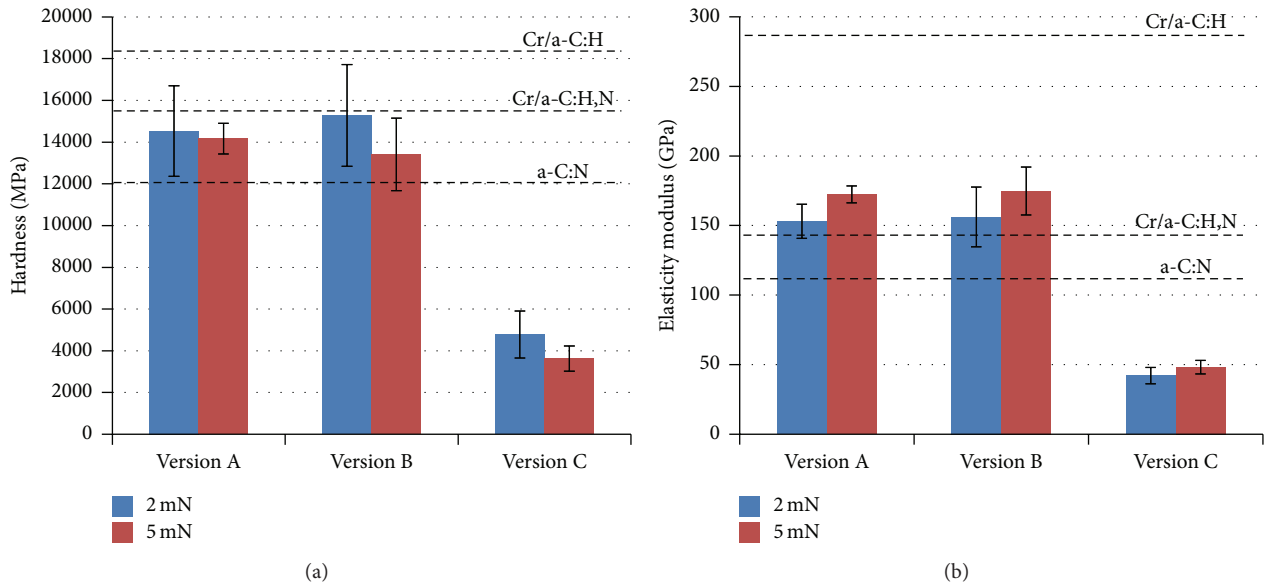 20000
18000
16000
14000
12000
10000
8000
6000
4000
2000
0
Hardness (MPa)
Cr/a-C:H
Cr/a-C:H,N
a-C:N
Version A
Version B
Version C
2 mN
5 mN
(a)
300
250
200
150
100
50
0
Elasticity modulus (GPa)
Cr/a-C:H
Cr/a-C:H,N
a-C:N
Version A
Version B
Version C
2 mN
5 mN
(b)